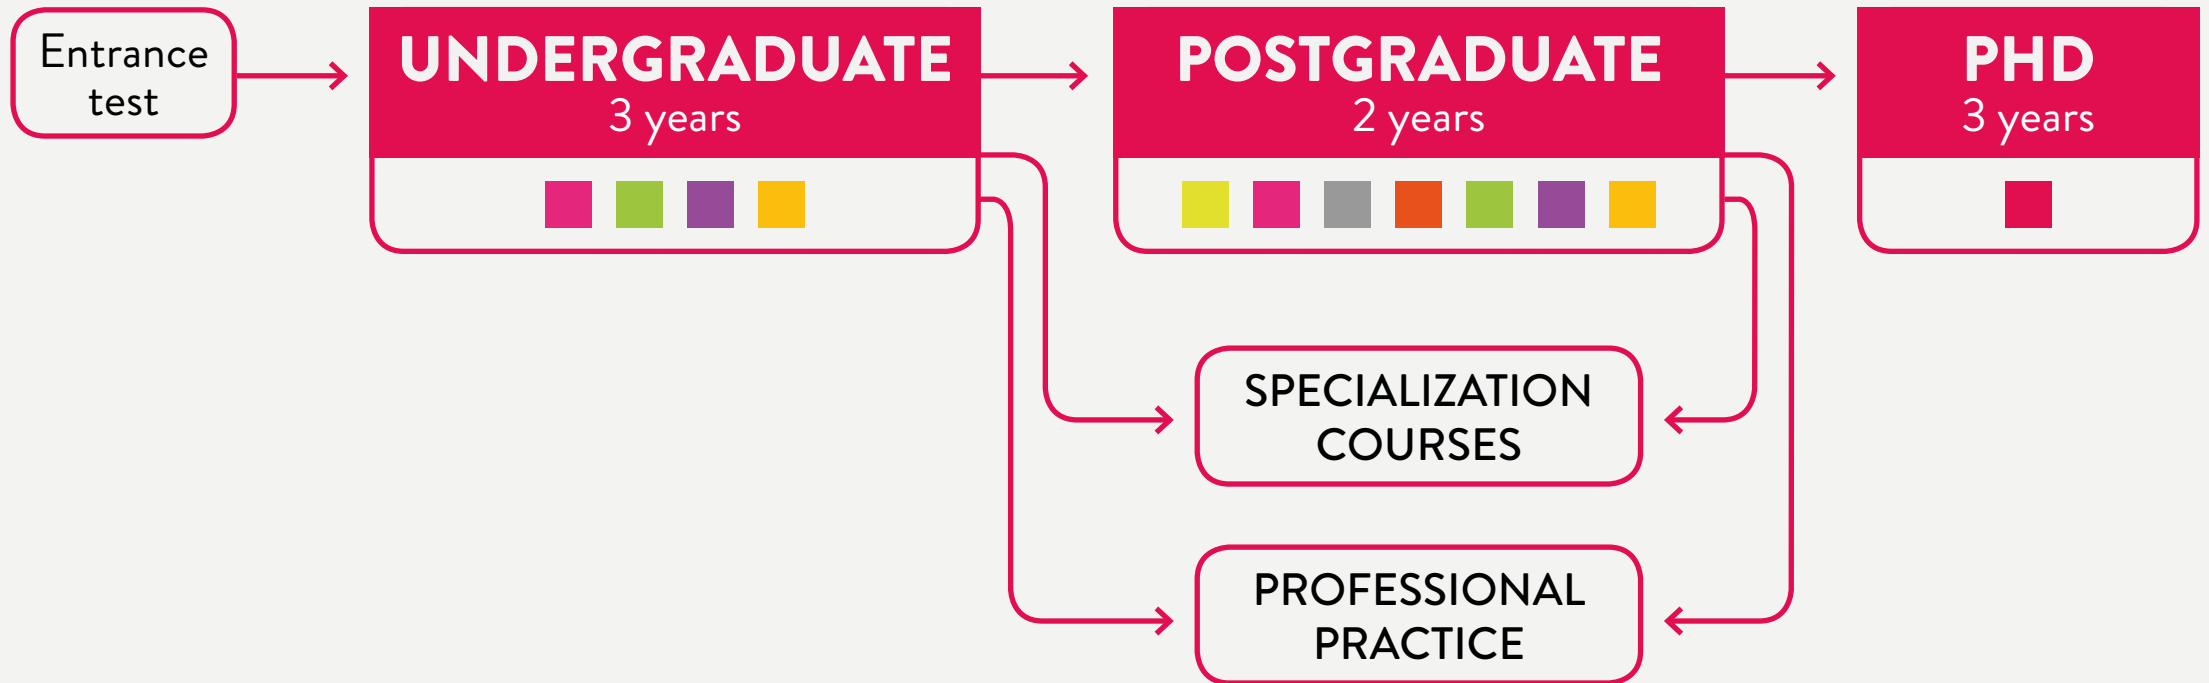 Entrance
test
UNDERGRADUATE
3 years
POSTGRADUATE
2 years
PHD
3 years
SPECIALIZATION
COURSES
PROFESSIONAL
PRACTICE